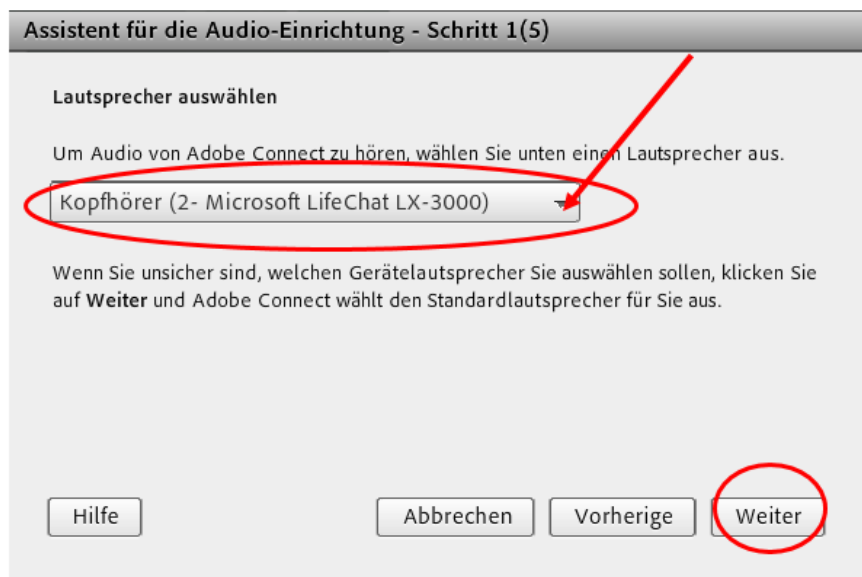 Assistent für die Audio-Einrichtung - Schritt 1(5)
Lautsprecher auswählen
Um Audio von Adobe Connect zu hören, wählen Sie unten einen Lautsprecher aus.
Kopfhörer (2- Microsoft LifeChat LX-3000)
Wenn Sie unsicher sind, welchen Gerätelautsprecher Sie auswählen sollen, klicken Sie
auf Weiter und Adobe Connect wählt den Standardlautsprecher für Sie aus.
Hilfe Abbrechen Vorherige Weiter